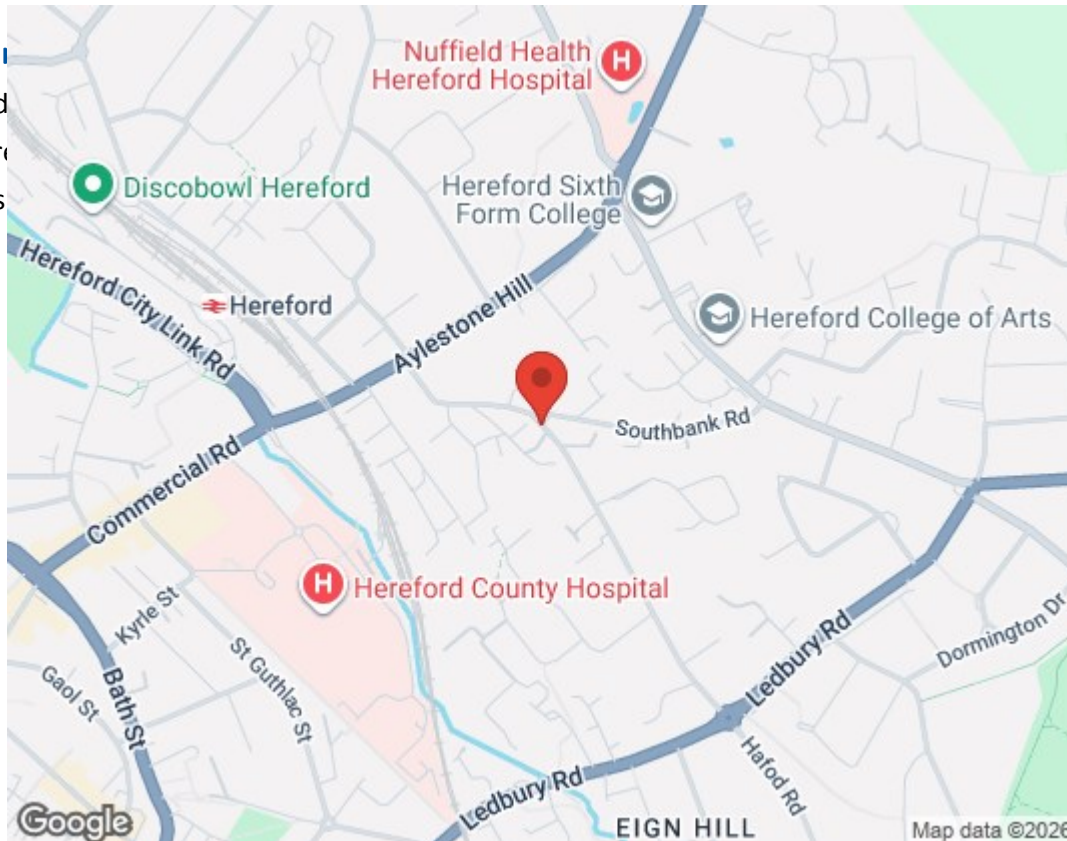 Nuffield Health
Hereford Hospital
Discobowl Hereford
Hereford Sixth
Form College
Hereford City Link Rd
Hereford
Aylestone Hill
Hereford College of Arts
Southbank Rd
Commercial Rd
Hereford County Hospital
Kyrle St
St Guthlac St
Gaol St
Bath St
Ledbury Rd
Dormington Dr
Hafod Rd
Ledbury Rd
EIGN HILL
Google
Map data ©2026